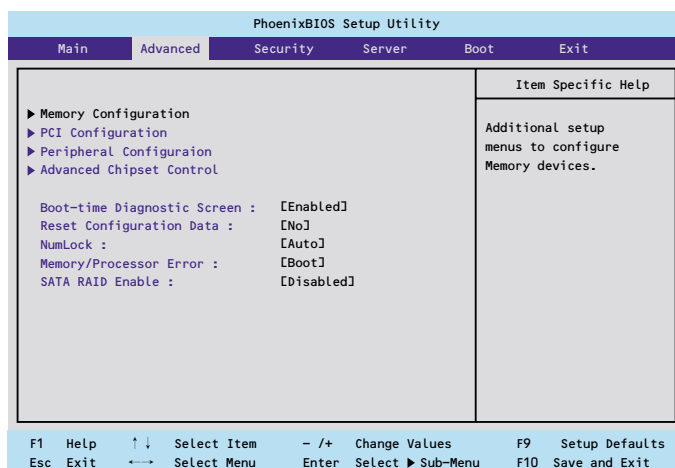 PhoenixBIOS Setup Utility
Main Advanced Security Server Boot Exit
Item Specific Help
▶ Memory Configuration
▶ PCI Configuration
▶ Peripheral Configuraion
▶ Advanced Chipset Control
Additional setup
menus to configure
Memory devices.
Boot-time Diagnostic Screen : [Enabled]
Reset Configuration Data : [No]
NumLock : [Auto]
Memory/Processor Error : [Boot]
SATA RAID Enable : [Disabled]
F1 Help ↑↓ Select Item - /+ Change Values F9 Setup Defaults
Esc Exit ←→ Select Menu Enter Select ▶ Sub-Menu F10 Save and Exit